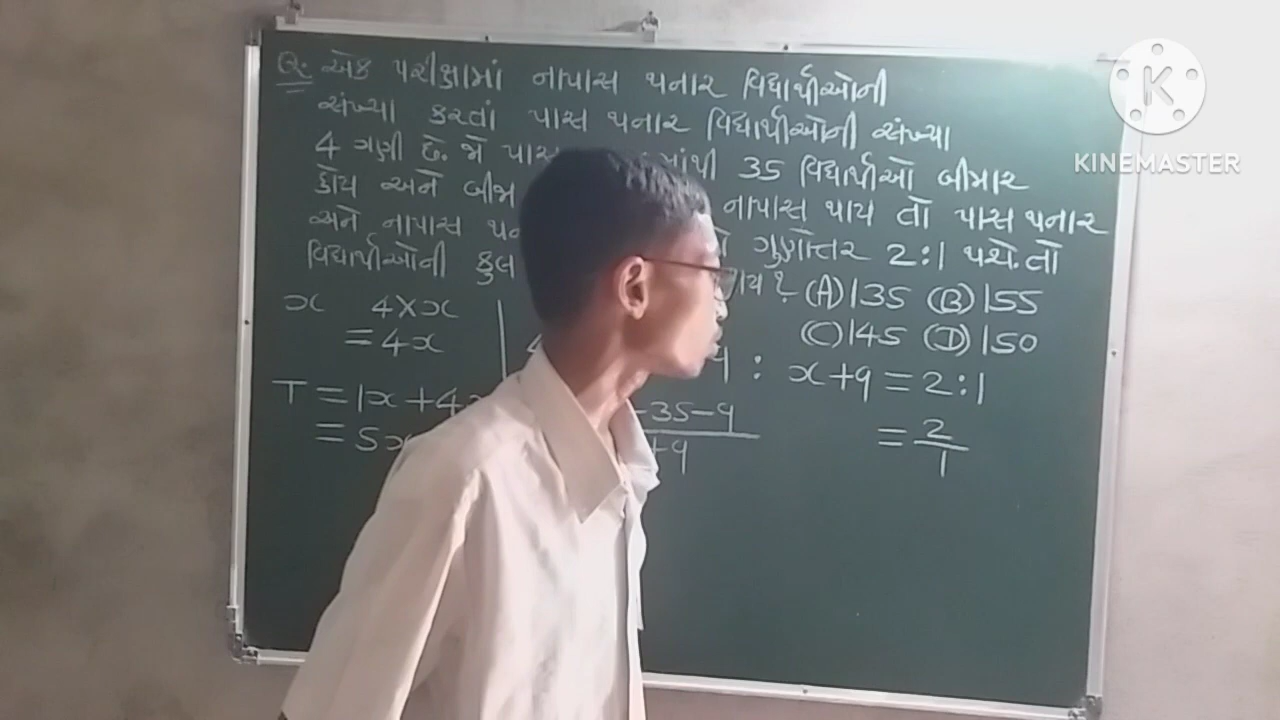 Q: એક પરીક્ષામાં નાપાસ થનાર વિદ્યાર્થીઓની
સંખ્યા કરતાં પાસ થનાર વિદ્યાર્થીઓની સંખ્યા
4 ગણી છે. જો પાસ 35 વિદ્યાર્થીઓ બીમાર
હોય અને બીજા નાપાસ થાય તો પાસ થનાર
અને નાપાસ ગુણોત્તર 2:1 થશે. તો
વિદ્યાર્થીઓની કુલ (A) 135 (B) 155
(C) 145 (D) 150
x 4×x
=4x
9 : x+9=2:1
T=1x+4
-35-9
=5x
+9
=2/1
K
KINEMASTER